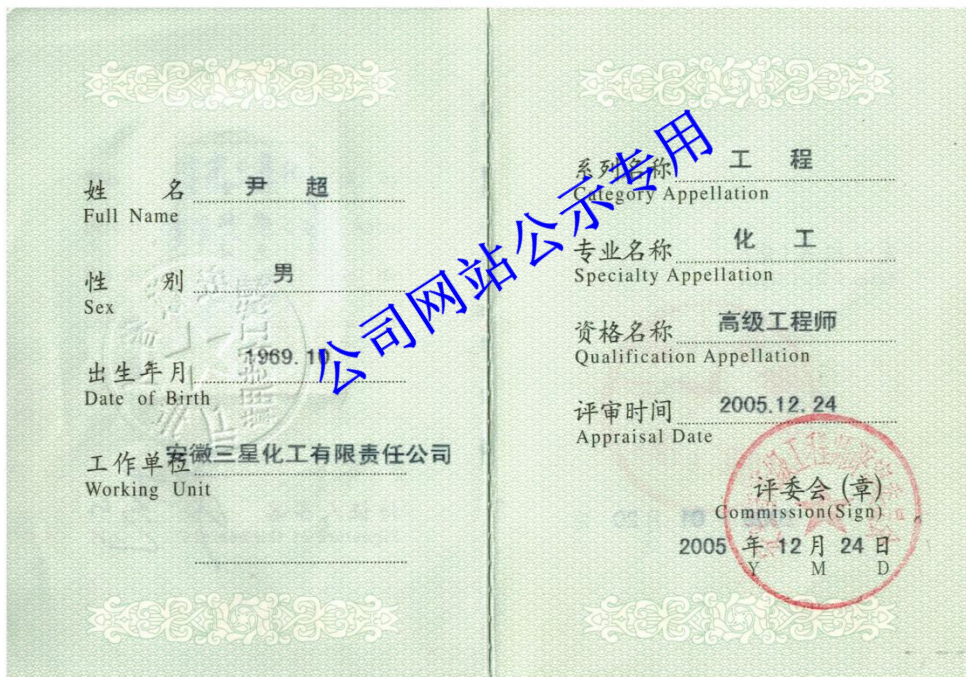 姓 名 尹 超
Full Name
性 别 男
Sex
出生年月 1969.10
Date of Birth
工作单位 安徽三星化工有限责任公司
Working Unit
系列名称 工 程
Category Appellation
专业名称 化 工
Specialty Appellation
资格名称 高级工程师
Qualification Appellation
评审时间 2005.12.24
Appraisal Date
评委会(章)
Commission(Sign)
2005 年 12 月 24 日
Y M D
公司网站公示专用